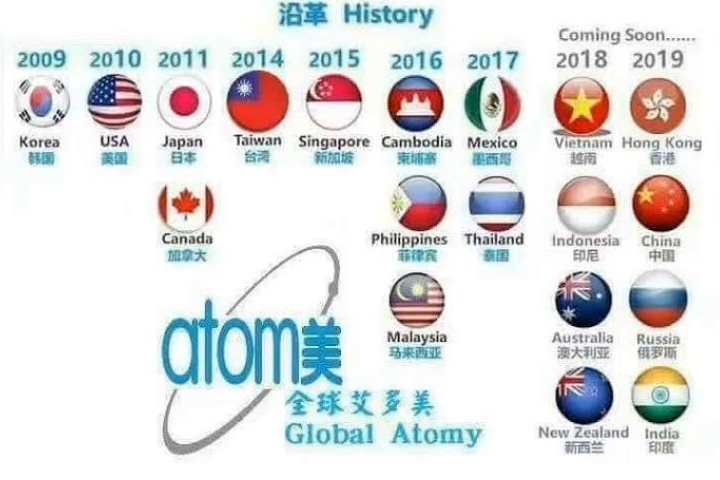 沿革 History
Coming Soon......
2009 2010 2011 2014 2015 2016 2017 2018 2019
Korea USA Japan Taiwan Singapore Cambodia Mexico Vietnam Hong Kong
韩国 美国 日本 台湾 新加坡 柬埔寨 墨西哥 越南 香港
Canada Philippines Thailand Indonesia China
加拿大 菲律宾 泰国 印尼 中国
Malaysia Australia Russia
马来西亚 澳大利亚 俄罗斯
atom美
全球艾多美
Global Atomy
New Zealand India
新西兰 印度